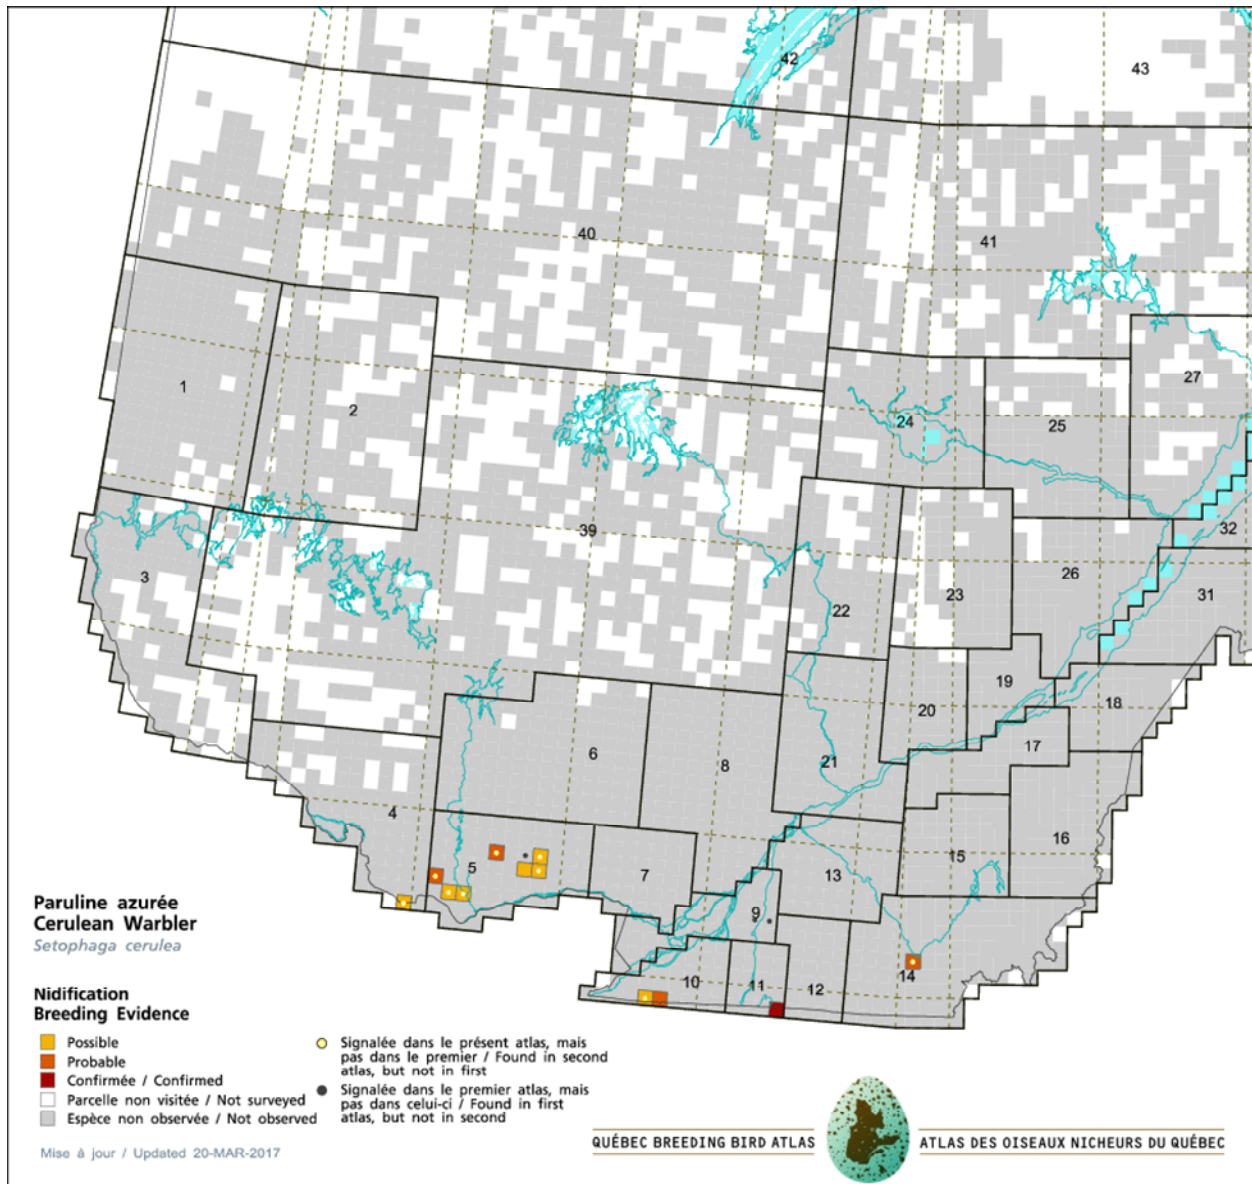 42
43
40
41
1
2
27
24
25
39
32
3
26
31
22
23
19
18
20
17
6
8
21
4
16
5
15
7
13
9
14
10
11
12
Paruline azurée
Cerulean Warbler
Setophaga cerulea
Nidification
Breeding Evidence
Possible
Probable
Confirmée / Confirmed
Parcelle non visitée / Not surveyed
Espèce non observée / Not observed
Signalée dans le présent atlas, mais
pas dans le premier / Found in second
atlas, but not in first
Signalée dans le premier atlas, mais
pas dans celui-ci / Found in first
atlas, but not in second
Mise à jour / Updated 20-MAR-2017
QUÉBEC BREEDING BIRD ATLAS
ATLAS DES OISEAUX NICHEURS DU QUÉBEC